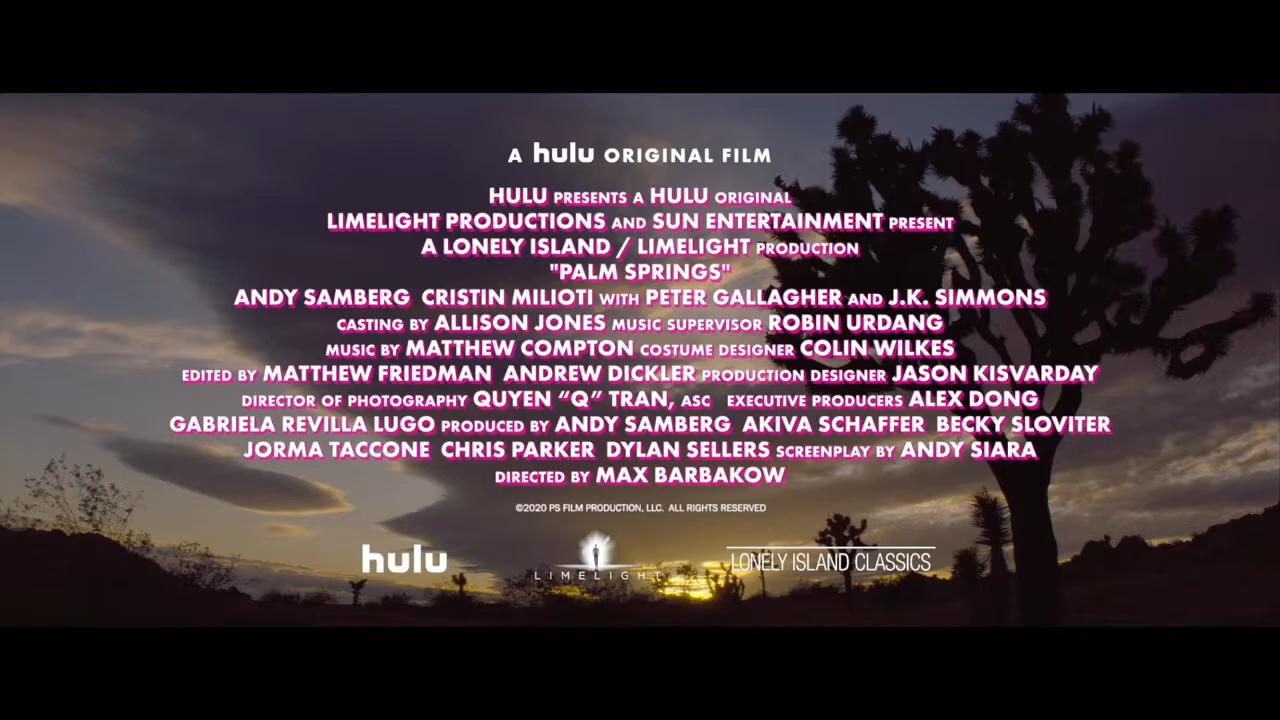 A hulu ORIGINAL FILM
HULU PRESENTS A HULU ORIGINAL
LIMELIGHT PRODUCTIONS AND SUN ENTERTAINMENT PRESENT
A LONELY ISLAND / LIMELIGHT PRODUCTION
"PALM SPRINGS"
ANDY SAMBERG CRISTIN MILIOTI WITH PETER GALLAGHER AND J.K. SIMMONS
CASTING BY ALLISON JONES MUSIC SUPERVISOR ROBIN URDANG
MUSIC BY MATTHEW COMPTON COSTUME DESIGNER COLIN WILKES
EDITED BY MATTHEW FRIEDMAN ANDREW DICKLER PRODUCTION DESIGNER JASON KISVARDAY
DIRECTOR OF PHOTOGRAPHY QUYEN “Q” TRAN, ASC EXECUTIVE PRODUCERS ALEX DONG
GABRIELA REVILLA LUGO PRODUCED BY ANDY SAMBERG AKIVA SCHAFFER BECKY SLOVITER
JORMA TACCONE CHRIS PARKER DYLAN SELLERS SCREENPLAY BY ANDY SIARA
DIRECTED BY MAX BARBAKOW
©2020 PS FILM PRODUCTION, LLC. ALL RIGHTS RESERVED
hulu LIMELIGHT LONELY ISLAND CLASSICS